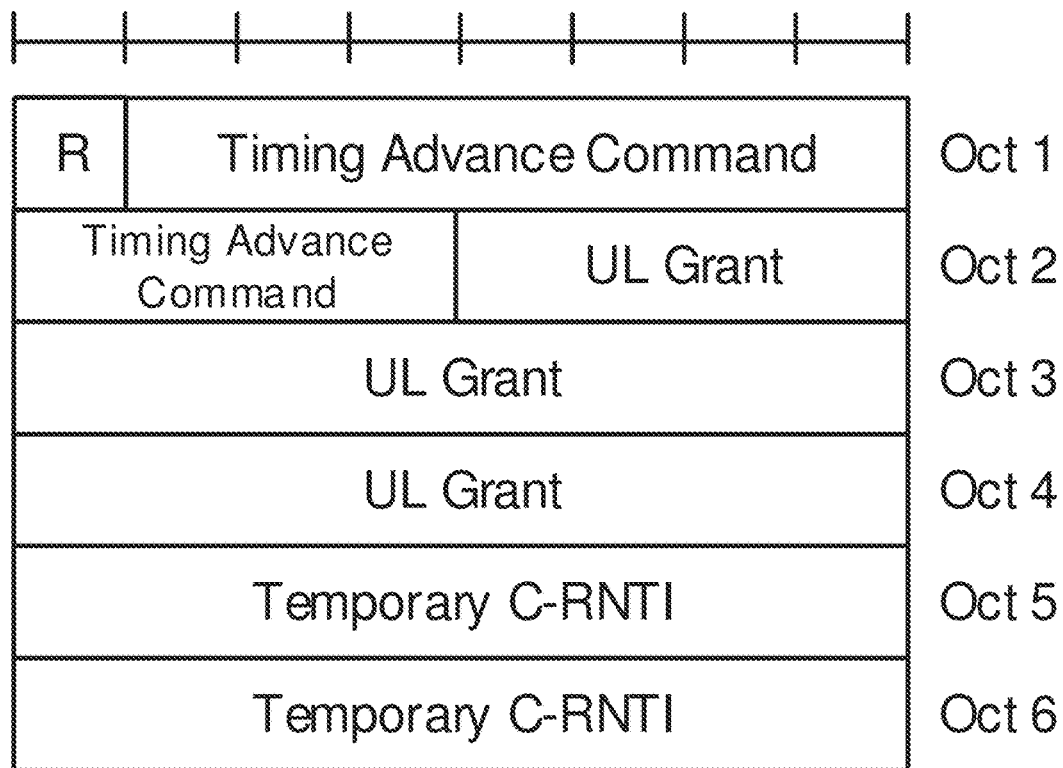 R Timing Advance Command Oct 1
Timing Advance
Command UL Grant Oct 2
UL Grant Oct 3
UL Grant Oct 4
Temporary C-RNTI Oct 5
Temporary C-RNTI Oct 6